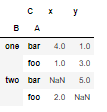 C x y
B A
one bar 4.0 1.0
foo 1.0 3.0
two bar NaN 5.0
foo 2.0 NaN